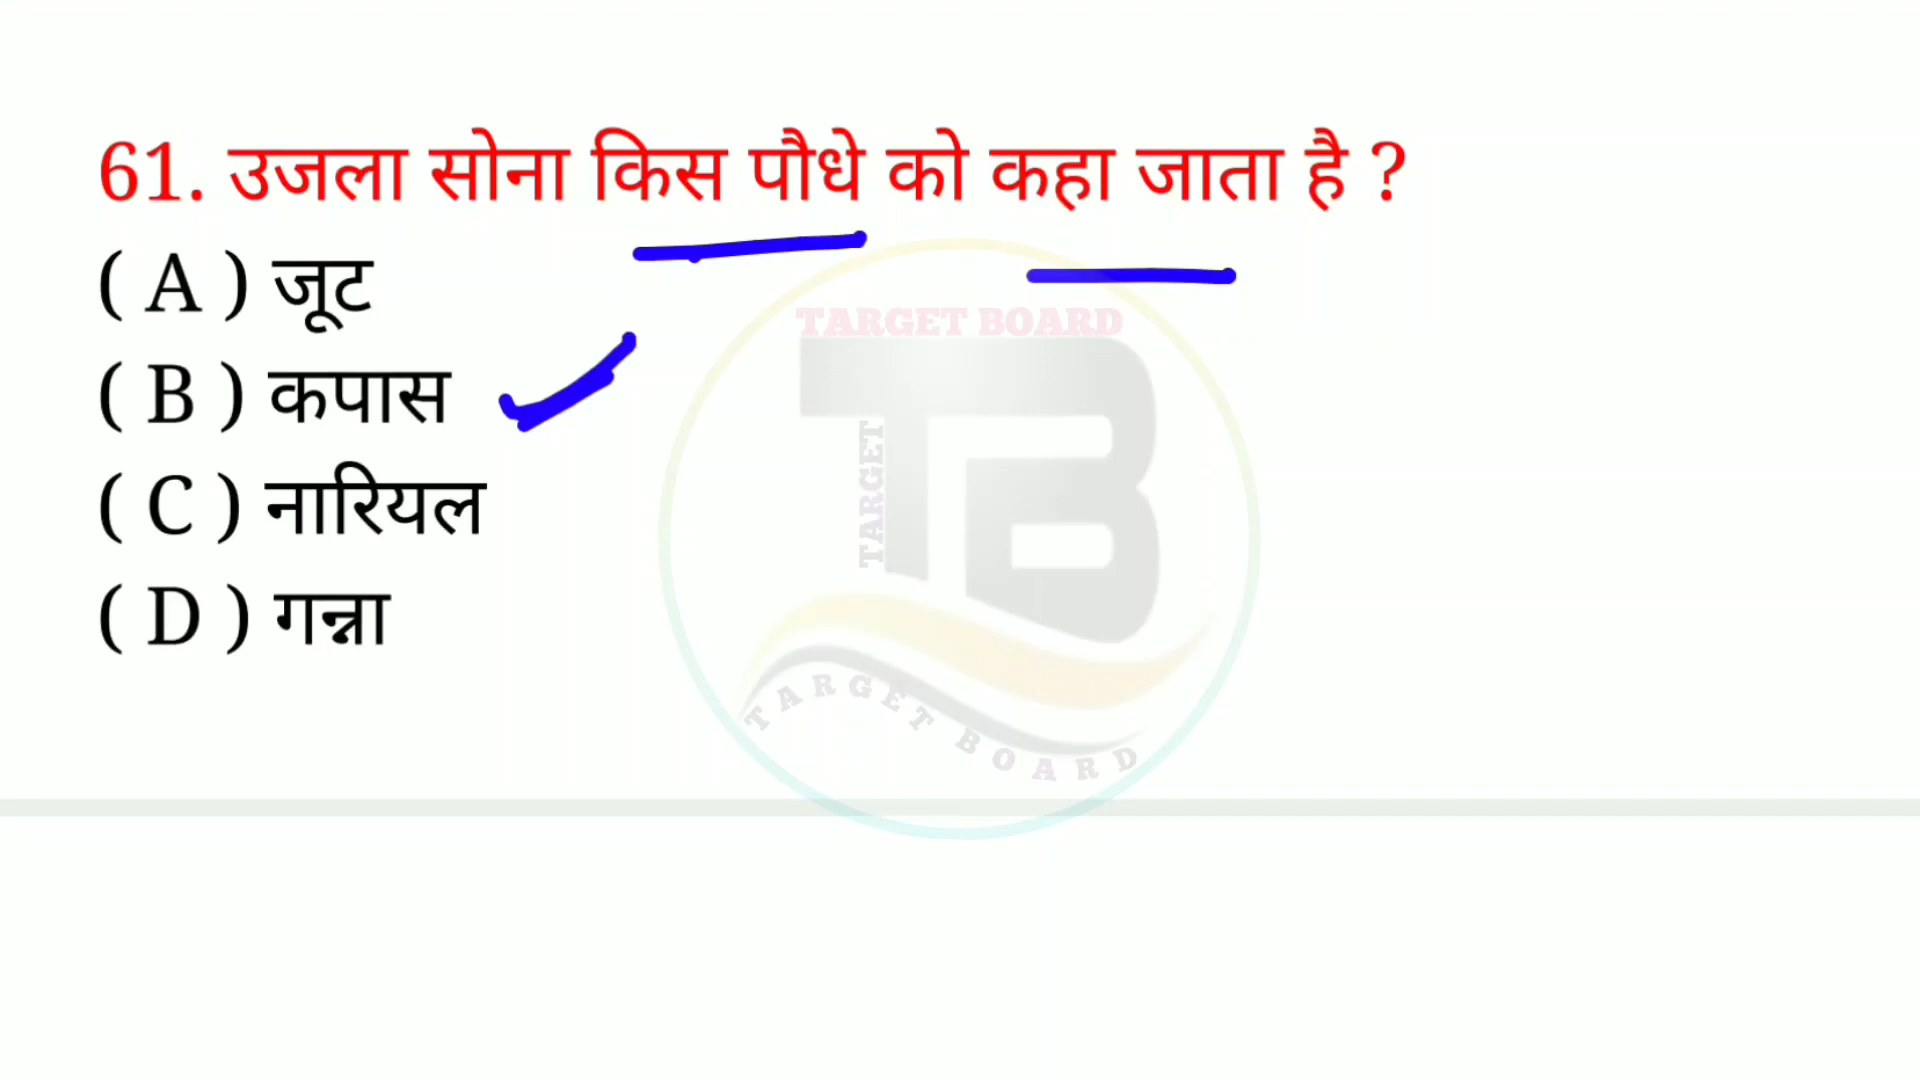 61. उजला सोना किस पौधे को कहा जाता है ?
( A ) जूट
( B ) कपास
( C ) नारियल
( D ) गन्ना
TARGET BOARD
TB
TARGET
TARGET BOARD